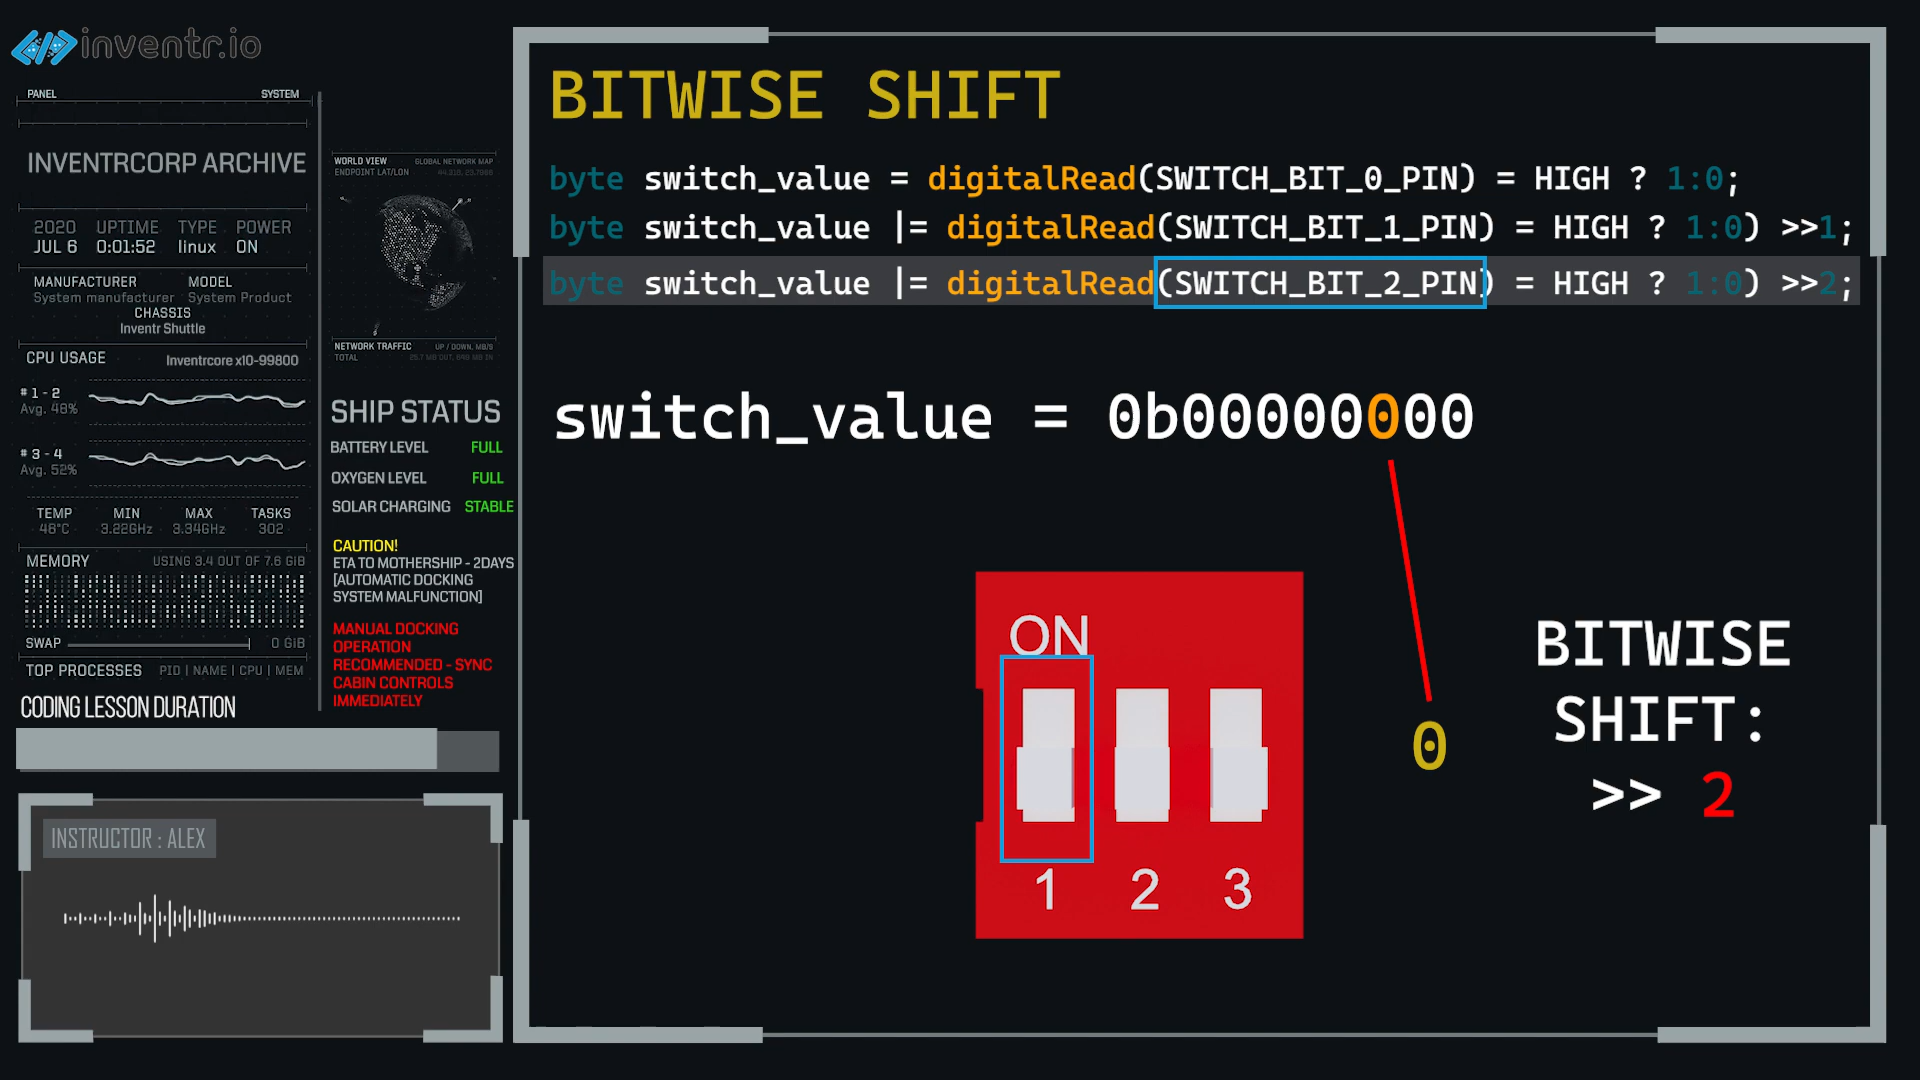 inventr.io
PANEL SYSTEM
INVENTRCORP ARCHIVE
2020 UPTIME TYPE POWER
JUL 6 0:01:52 linux ON
MANUFACTURER MODEL
System manufacturer System Product
CHASSIS
Inventr Shuttle
CPU USAGE Inventrcore x10-99800
# 1 - 2
Avg. 48%
# 3 - 4
Avg. 52%
TEMP MIN MAX TASKS
48°C 3.22GHz 3.34GHz 302
MEMORY USING 3.4 OUT OF 7.6 GiB
SWAP 0 GiB
TOP PROCESSES PID | NAME | CPU | MEM
CODING LESSON DURATION
WORLD VIEW GLOBAL NETWORK MAP
ENDPOINT LAT/LON
NETWORK TRAFFIC UP / DOWN, MB/S
TOTAL
SHIP STATUS
BATTERY LEVEL FULL
OXYGEN LEVEL FULL
SOLAR CHARGING STABLE
CAUTION!
ETA TO MOTHERSHIP - 2DAYS
[AUTOMATIC DOCKING
SYSTEM MALFUNCTION]
MANUAL DOCKING
OPERATION
RECOMMENDED - SYNC
CABIN CONTROLS
IMMEDIATELY
INSTRUCTOR : ALEX
BITWISE SHIFT
byte switch_value = digitalRead(SWITCH_BIT_0_PIN) = HIGH ? 1:0;
byte switch_value |= digitalRead(SWITCH_BIT_1_PIN) = HIGH ? 1:0) >>1;
byte switch_value |= digitalRead(SWITCH_BIT_2_PIN) = HIGH ? 1:0) >>2;
switch_value = 0b00000000
ON
1 2 3
0
BITWISE
SHIFT:
>> 2